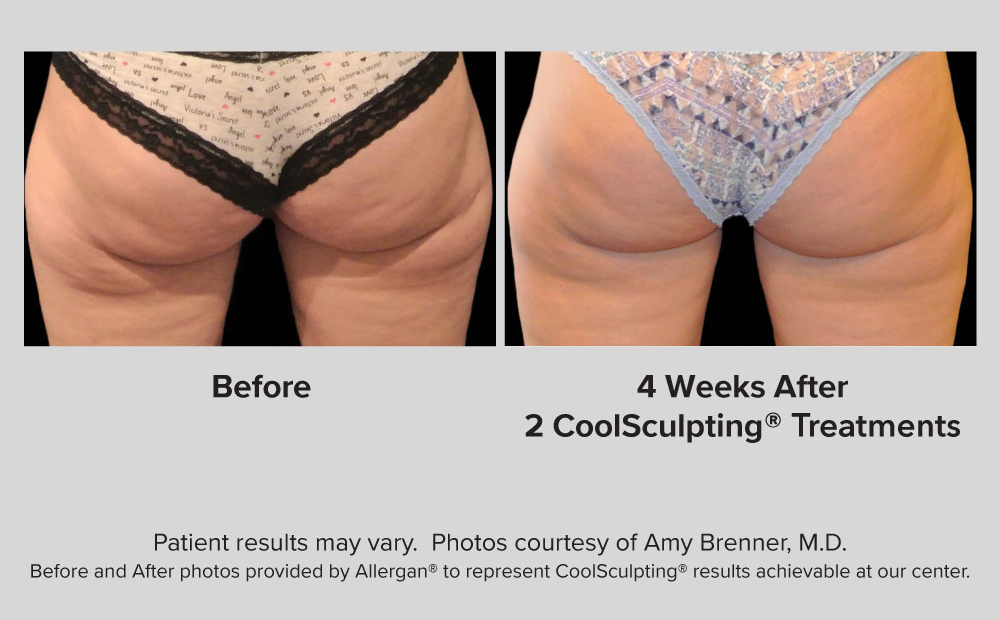 Before
4 Weeks After
2 CoolSculpting® Treatments
Patient results may vary.  Photos courtesy of Amy Brenner, M.D.
Before and After photos provided by Allergan® to represent CoolSculpting® results achievable at our center.